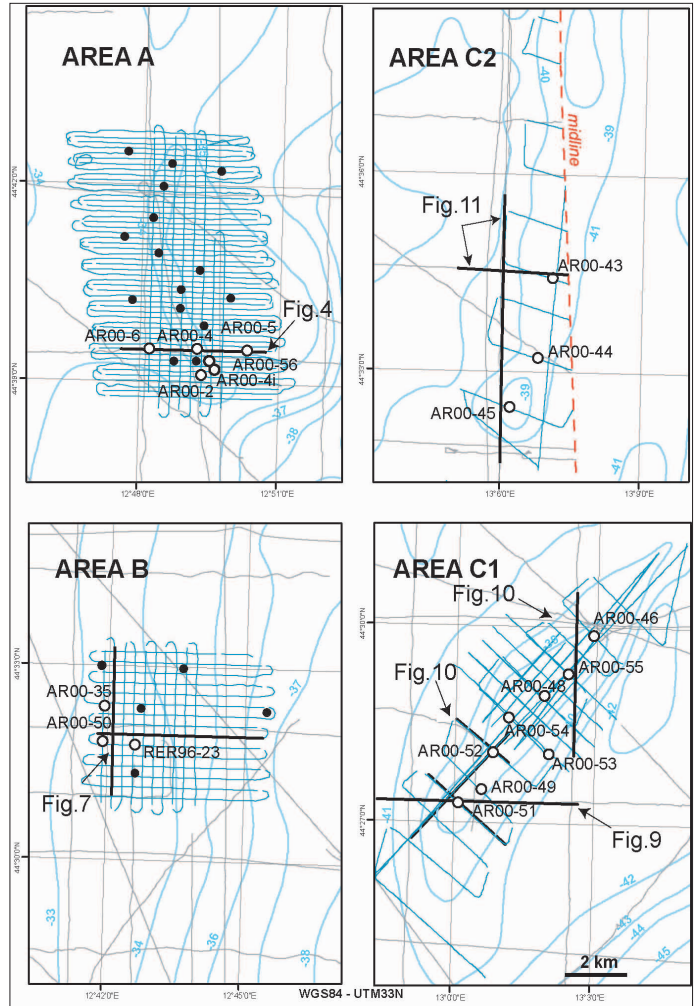 AREA A
-34
-35
44°42'0"N
AR00-6
AR00-4
AR00-5
Fig.4
AR00-56
AR00-4i
AR00-2
44°39'0"N
-37
-38
12°48'0"E
12°51'0"E
AREA C2
-40
-39
midline
44°36'0"N
Fig.11
-41
AR00-43
AR00-44
44°33'0"N
-39
AR00-45
-41
13°6'0"E
13°9'0"E
AREA B
44°33'0"N
-37
AR00-35
AR00-50
RER96-23
Fig.7
44°30'0"N
-33
-34
-36
-38
12°42'0"E
12°45'0"E
AREA C1
Fig.10
44°30'0"N
AR00-46
AR00-55
AR00-48
Fig.10
AR00-54
AR00-52
AR00-53
AR00-49
-41
AR00-51
44°27'0"N
Fig.9
-42
-43
-44
-45
2 km
13°0'0"E
13°30'0"E
WGS84 - UTM33N